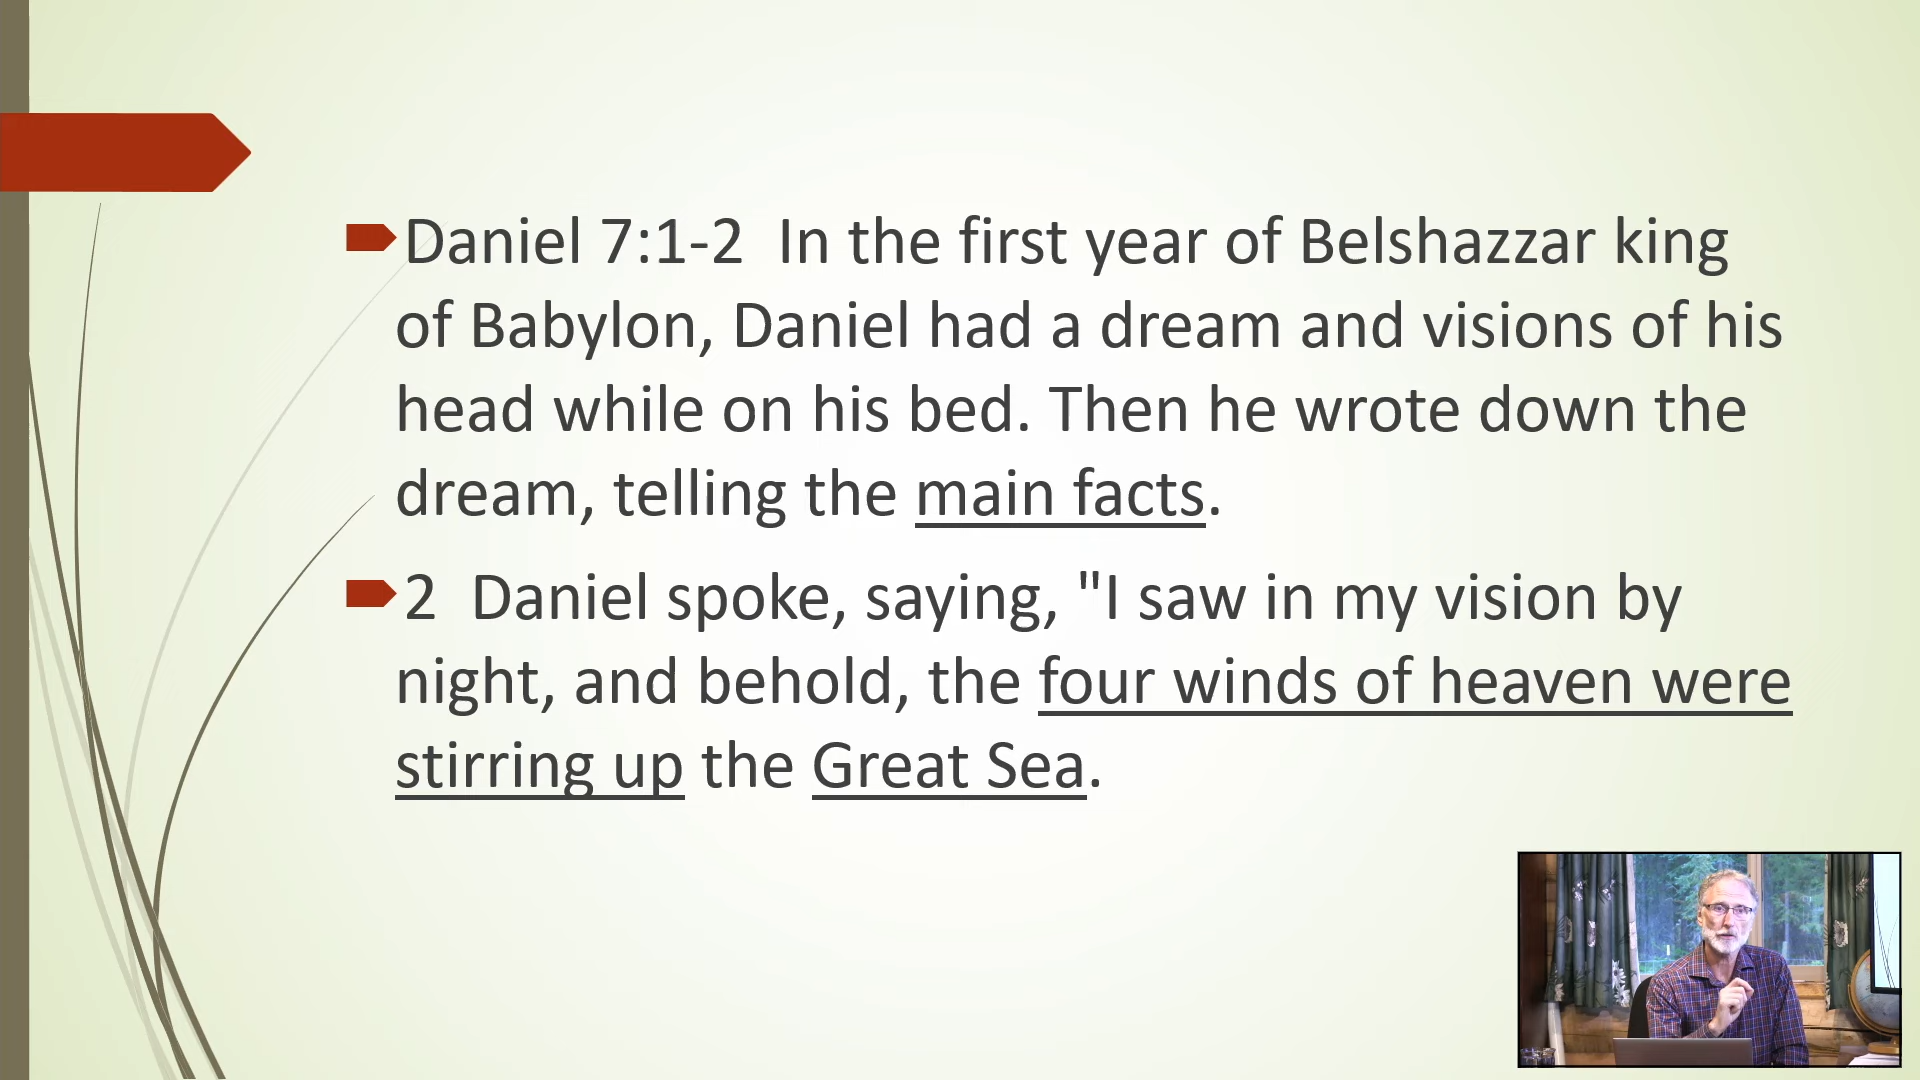 Daniel 7:1-2  In the first year of Belshazzar king
of Babylon, Daniel had a dream and visions of his
head while on his bed. Then he wrote down the
dream, telling the main facts.
2  Daniel spoke, saying, "I saw in my vision by
night, and behold, the four winds of heaven were
stirring up the Great Sea.